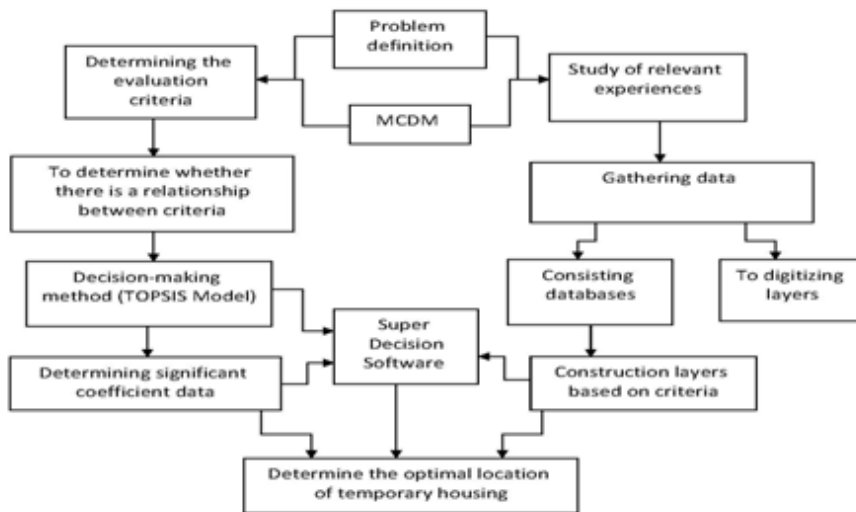 Problem
definition
Determining the
evaluation
criteria
Study of relevant
experiences
MCDM
To determine whether
there is a relationship
between criteria
Gathering data
Decision-making
method (TOPSIS Model)
Consisting
databases
To digitizing
layers
Super
Decision
Software
Determining significant
coefficient data
Construction layers
based on criteria
Determine the optimal location
of temporary housing